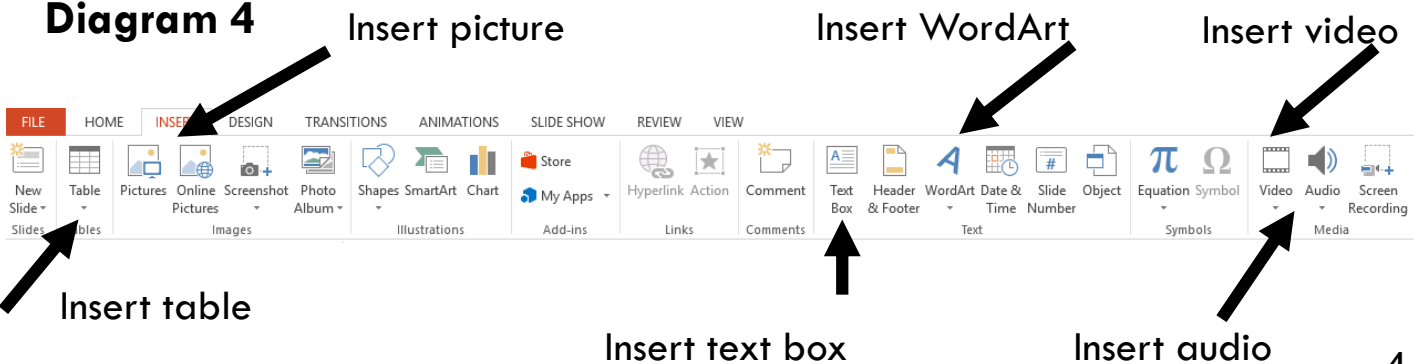 Diagram 4
Insert picture
Insert WordArt
Insert video
FILE HOME INSERT DESIGN TRANSITIONS ANIMATIONS SLIDE SHOW REVIEW VIEW
Store
New Table Pictures Online Screenshot Photo Shapes SmartArt Chart My Apps Hyperlink Action Comment Text Header WordArt Date & Slide Object Equation Symbol Video Audio Screen
Slide Pictures Album Box & Footer Time Number Recording
Slides Tables Images Illustrations Add-ins Links Comments Text Symbols Media
Insert table
Insert text box
Insert audio
4